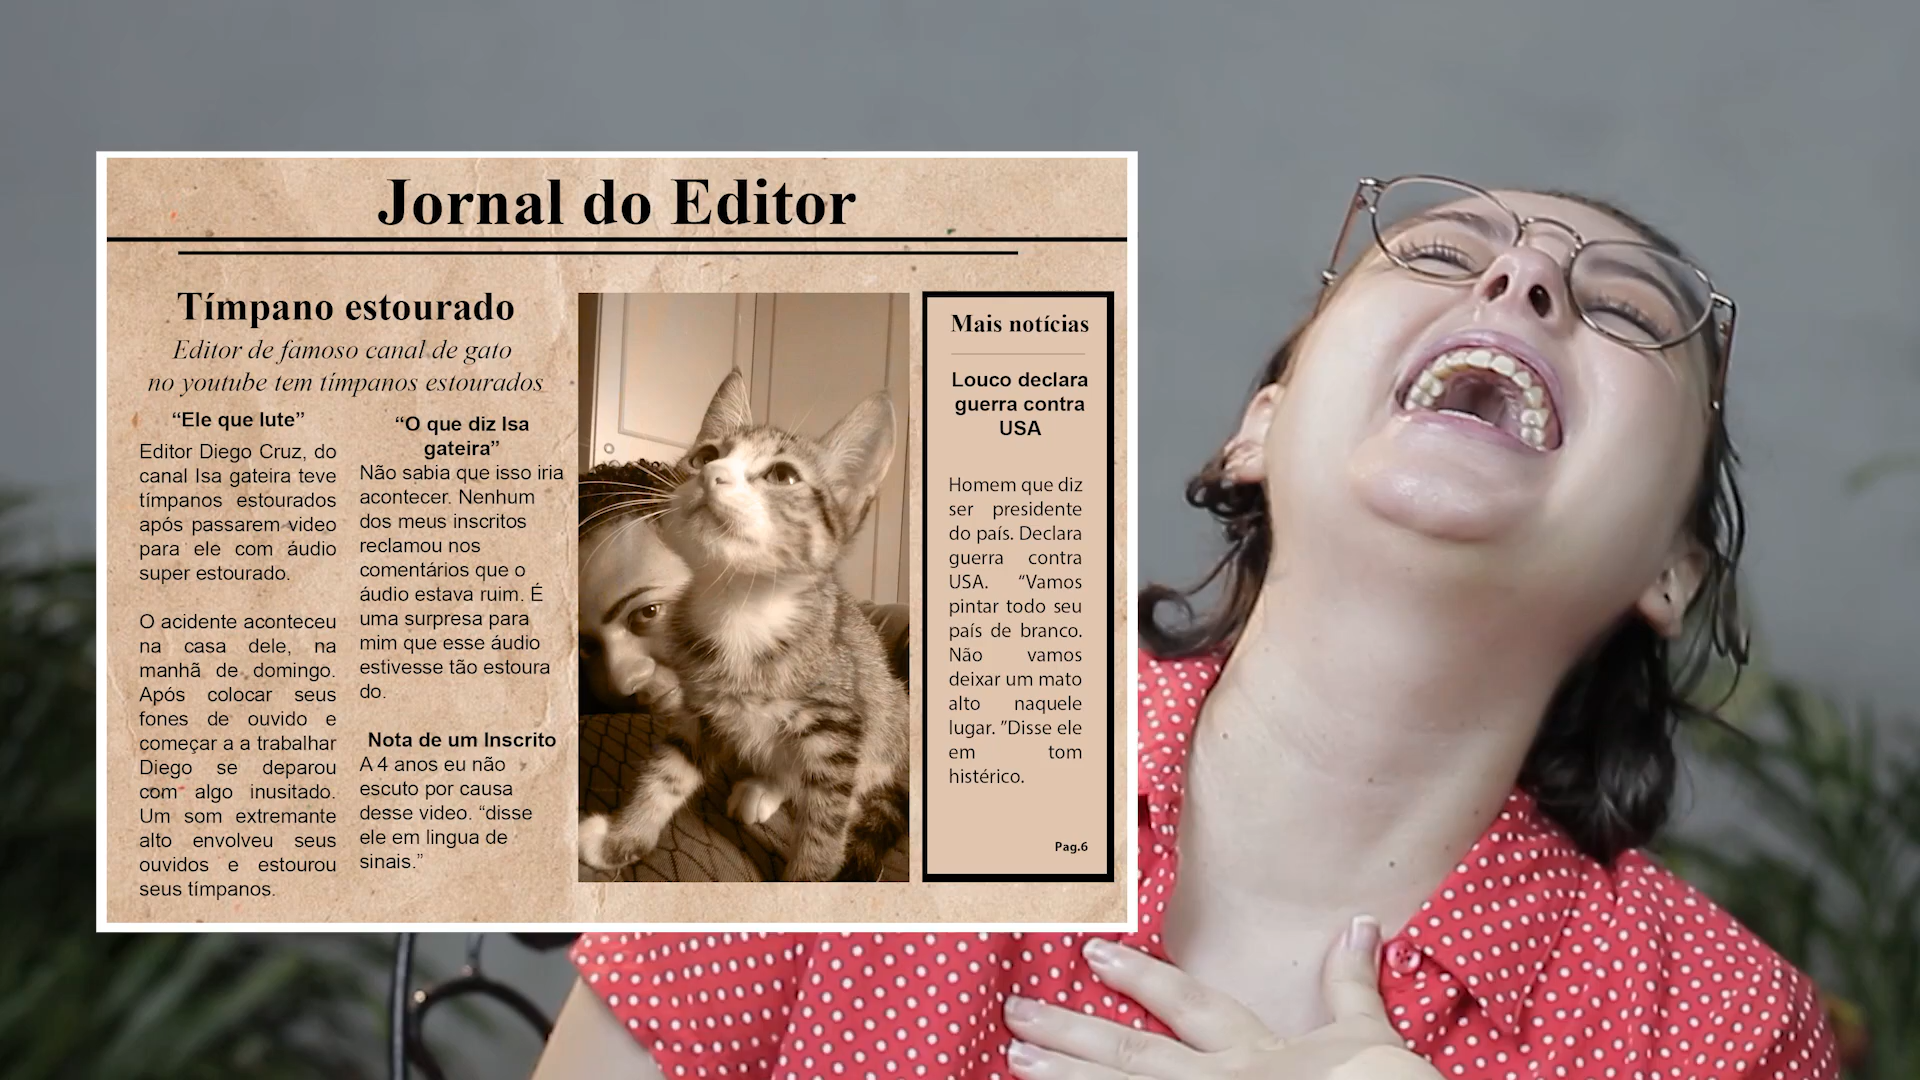 Jornal do Editor
Tímpano estourado
Editor de famoso canal de gato
no youtube tem tímpanos estourados
“Ele que lute”
Editor Diego Cruz, do
canal Isa gateira teve
tímpanos estourados
após passarem video
para ele com áudio
super estourado.
O acidente aconteceu
na casa dele, na
manhã de domingo.
Após colocar seus
fones de ouvido e
começar a a trabalhar
Diego se deparou
com algo inusitado.
Um som extremante
alto envolveu seus
ouvidos e estourou
seus tímpanos.
“O que diz Isa
gateira”
Não sabia que isso iria
acontecer. Nenhum
dos meus inscritos
reclamou nos
comentários que o
áudio estava ruim. É
uma surpresa para
mim que esse áudio
estivesse tão estoura
do.
Nota de um Inscrito
A 4 anos eu não
escuto por causa
desse video. “disse
ele em lingua de
sinais.”
Mais notícias
Louco declara
guerra contra
USA
Homem que diz
ser presidente
do país. Declara
guerra contra
USA. “Vamos
pintar todo seu
país de branco.
Não vamos
deixar um mato
alto naquele
lugar. ”Disse ele
em tom
histérico.
Pag.6